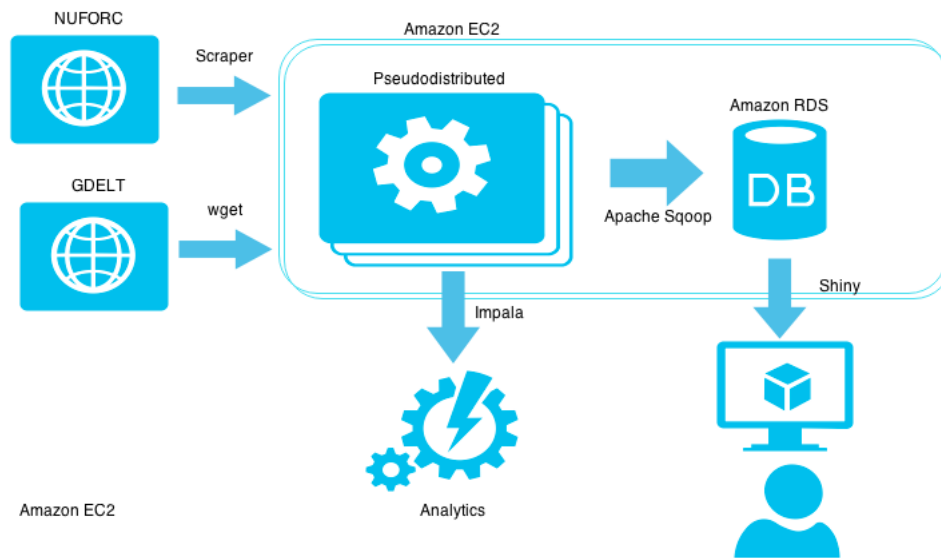 NUFORC
Amazon EC2
Scraper
Pseudodistributed
Amazon RDS
DB
GDELT
wget
Apache Sqoop
Shiny
Impala
Amazon EC2
Analytics